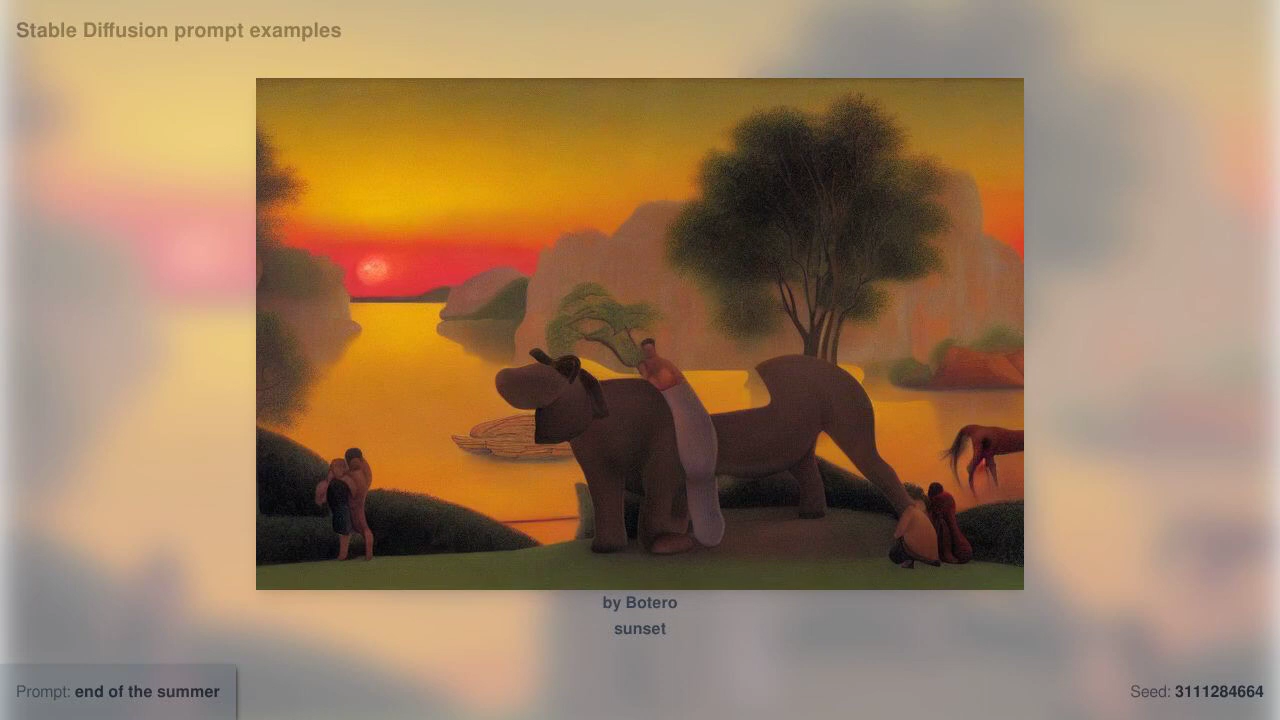 Stable Diffusion prompt examples
by Botero
sunset
Prompt: end of the summer
Seed: 3111284664